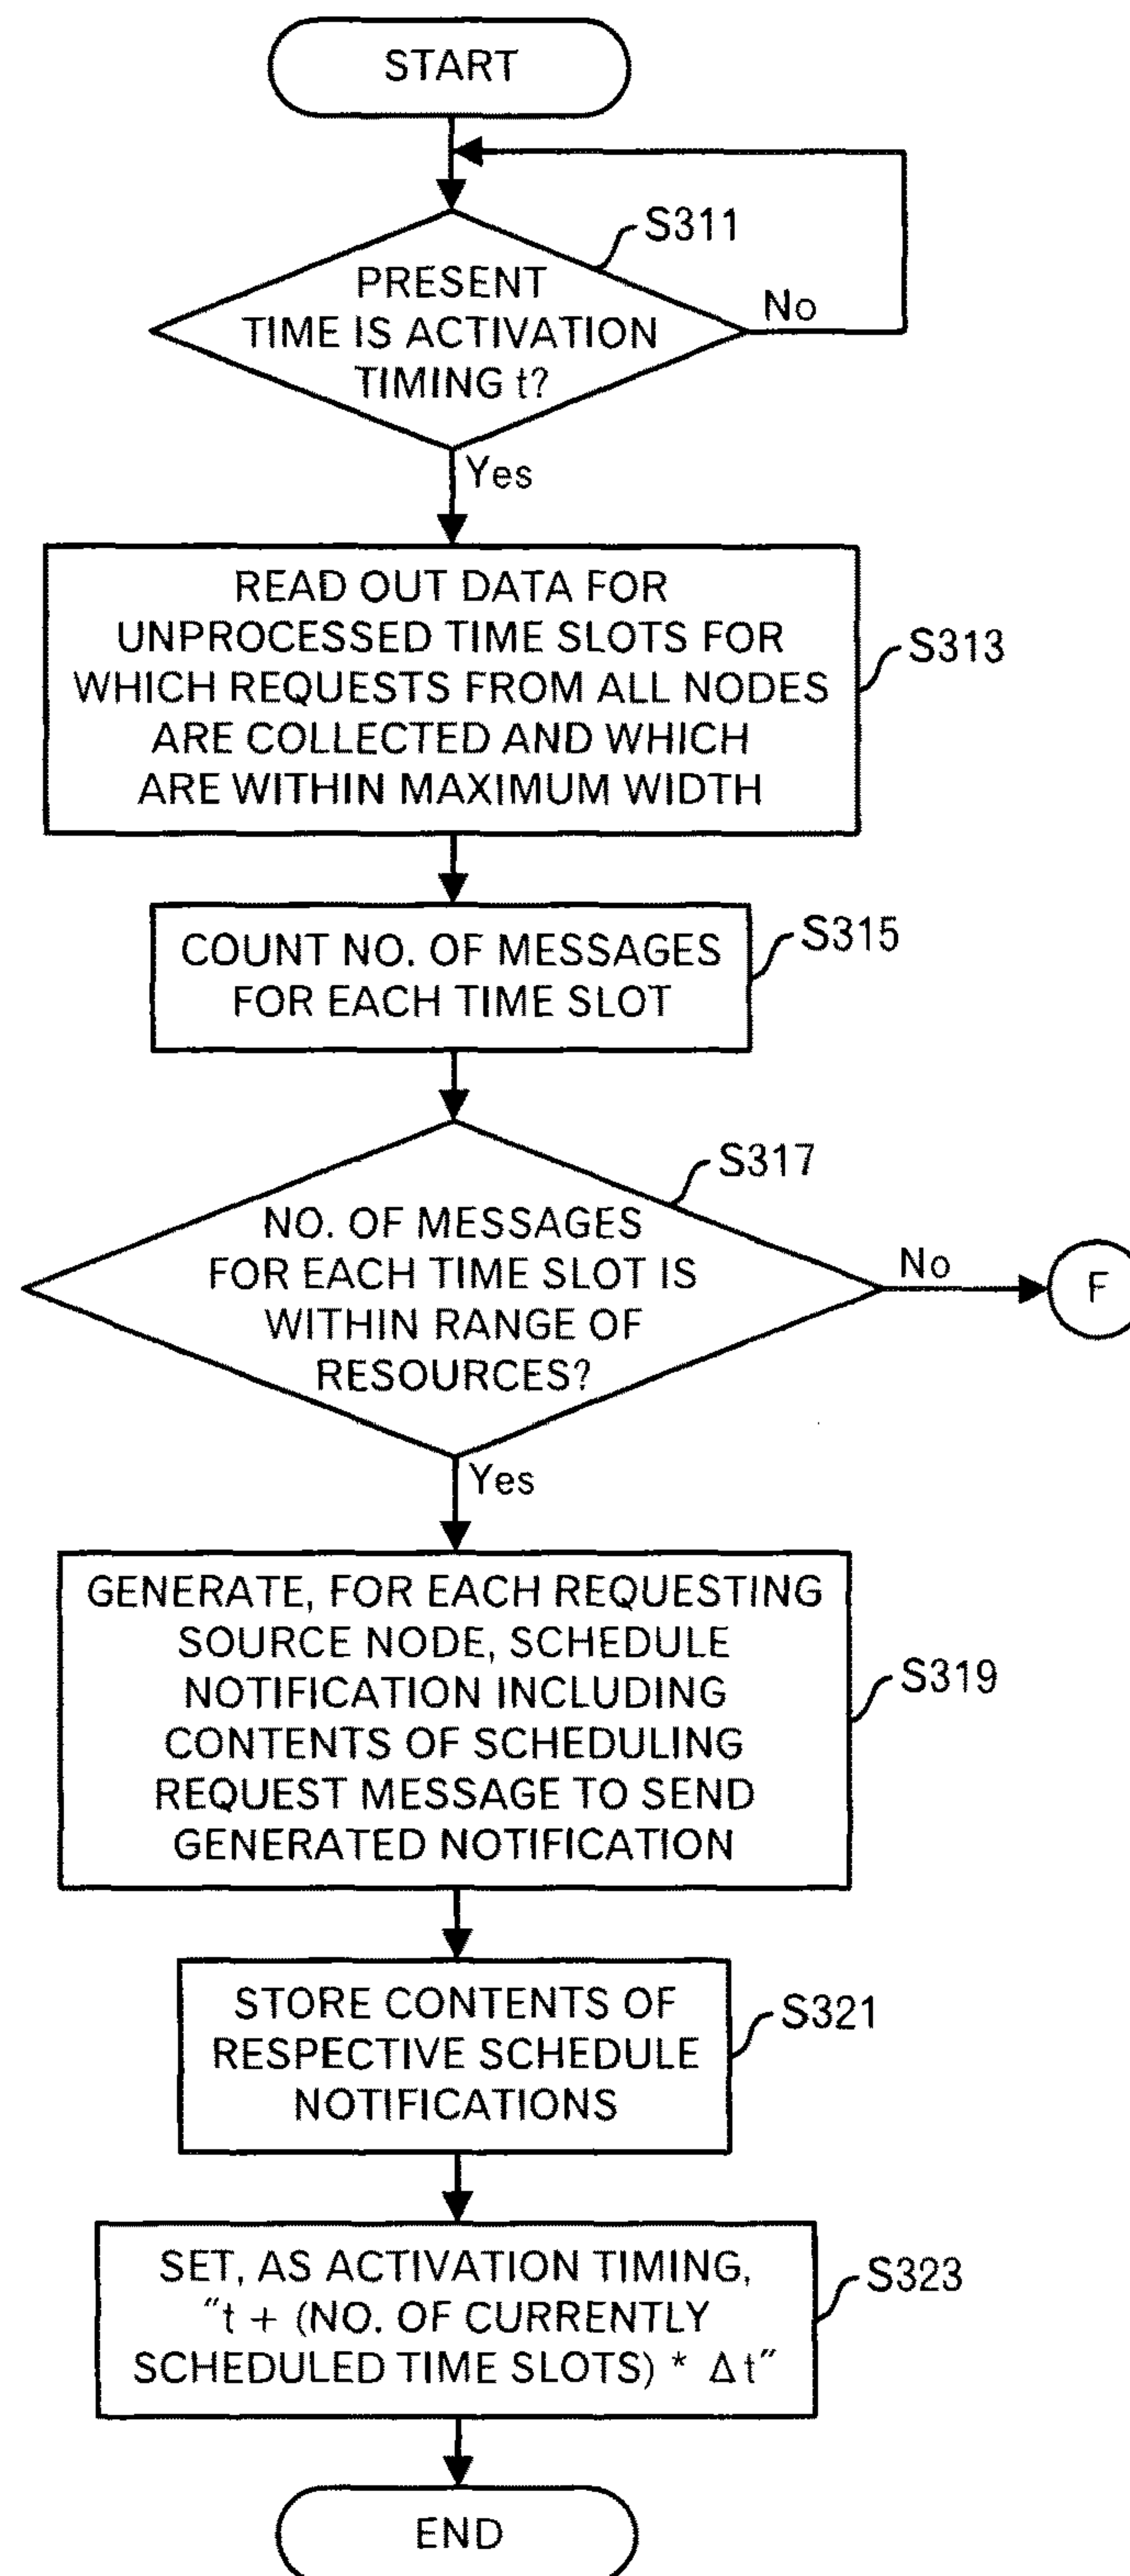 START
S311
PRESENT
TIME IS ACTIVATION
TIMING t?
No
Yes
READ OUT DATA FOR
UNPROCESSED TIME SLOTS FOR
WHICH REQUESTS FROM ALL NODES
ARE COLLECTED AND WHICH
ARE WITHIN MAXIMUM WIDTH
S313
COUNT NO. OF MESSAGES
FOR EACH TIME SLOT
S315
S317
NO. OF MESSAGES
FOR EACH TIME SLOT IS
WITHIN RANGE OF
RESOURCES?
No
F
Yes
GENERATE, FOR EACH REQUESTING
SOURCE NODE, SCHEDULE
NOTIFICATION INCLUDING
CONTENTS OF SCHEDULING
REQUEST MESSAGE TO SEND
GENERATED NOTIFICATION
S319
STORE CONTENTS OF
RESPECTIVE SCHEDULE
NOTIFICATIONS
S321
SET, AS ACTIVATION TIMING,
"t + (NO. OF CURRENTLY
SCHEDULED TIME SLOTS) * Δt"
S323
END